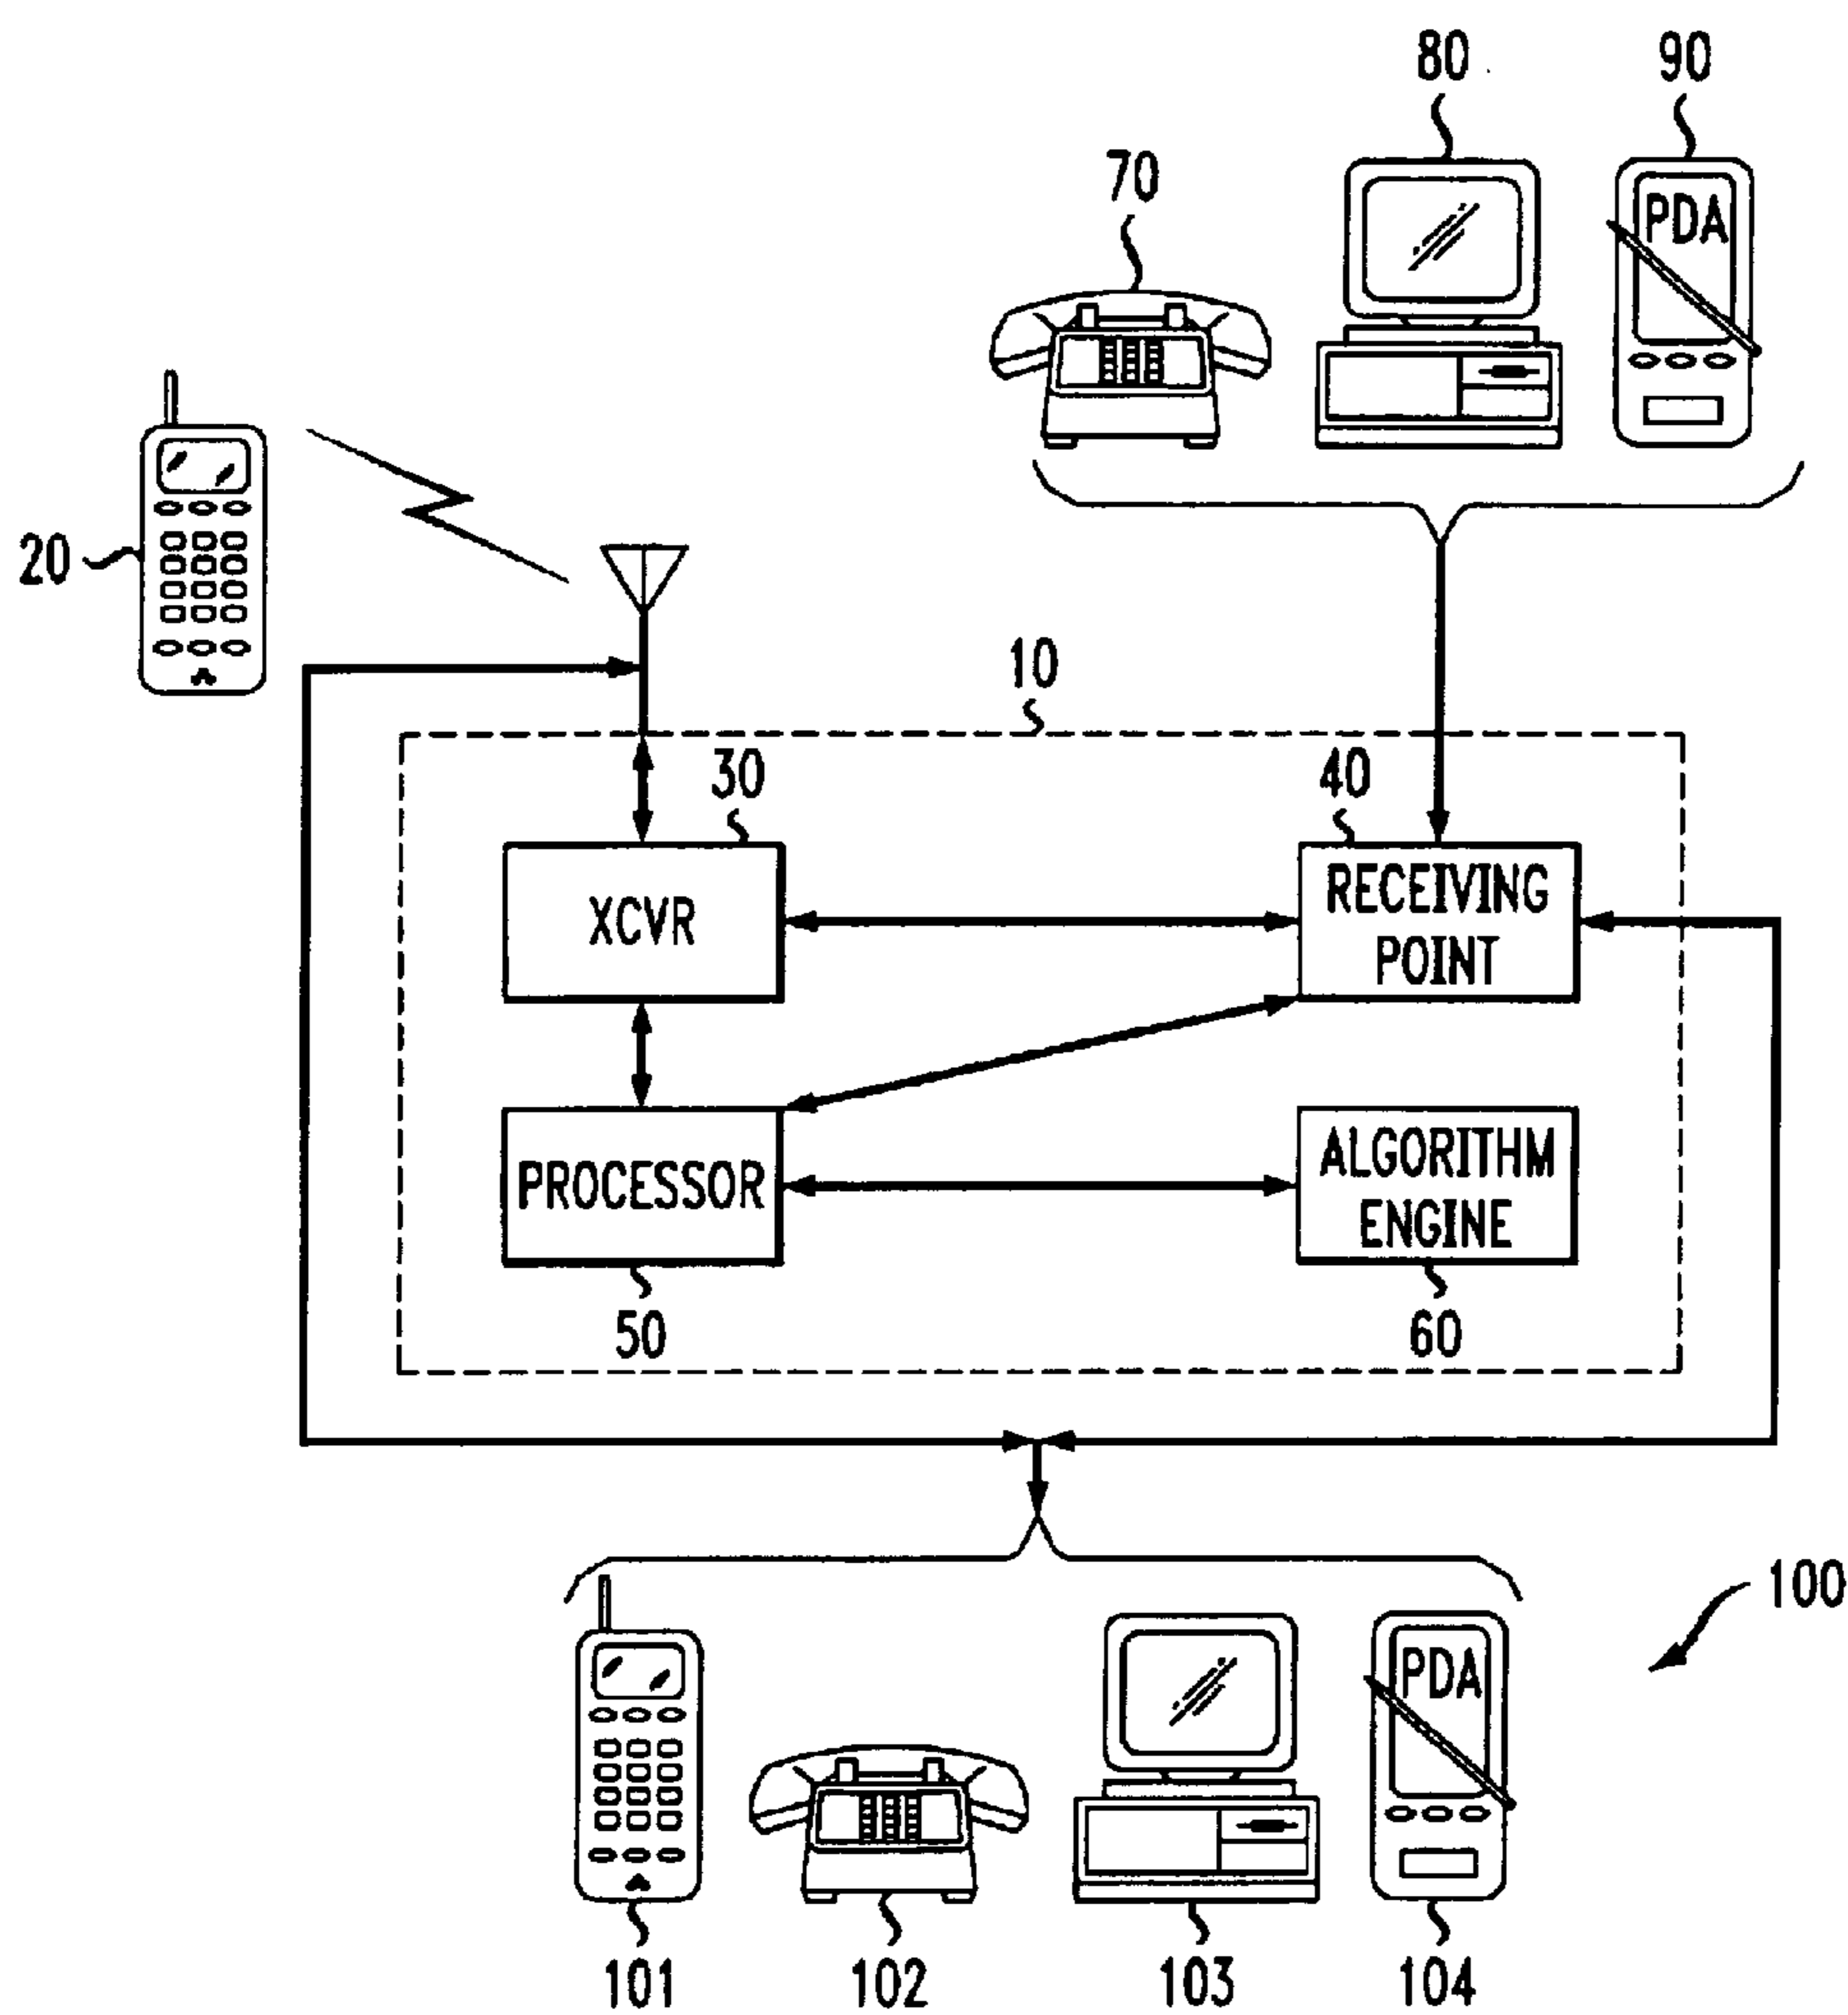 80
90
70
PDA
20
10
30
40
XCVR
RECEIVING
POINT
PROCESSOR
ALGORITHM
ENGINE
50
60
100
PDA
101
102
103
104